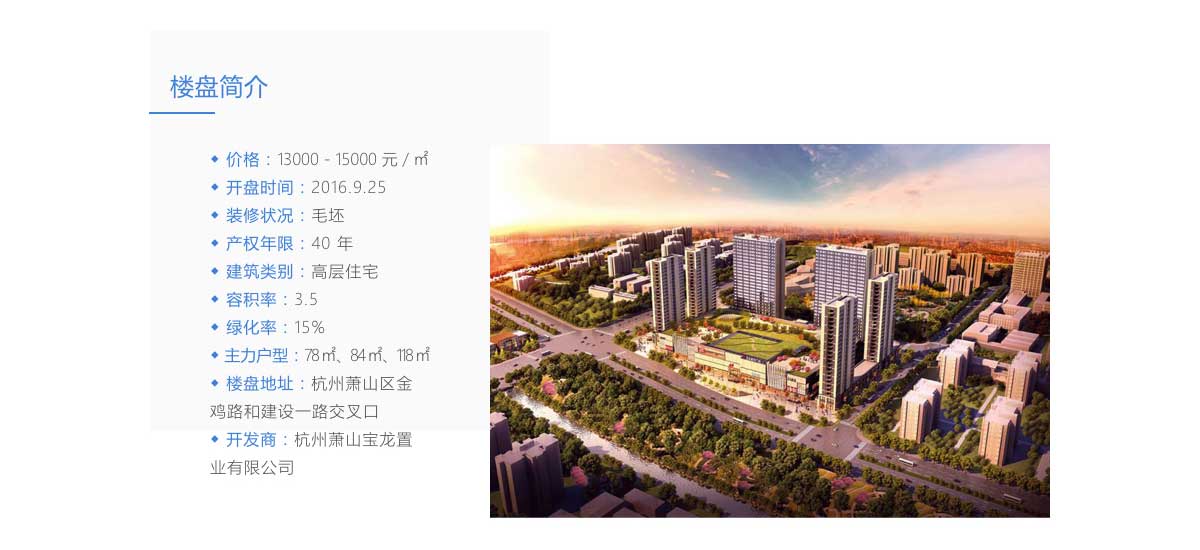 楼盘简介
◆ 价格：13000 - 15000 元 / ㎡
◆ 开盘时间：2016.9.25
◆ 装修状况：毛坯
◆ 产权年限：40 年
◆ 建筑类别：高层住宅
◆ 容积率：3.5
◆ 绿化率：15%
◆ 主力户型：78㎡、84㎡、118㎡
◆ 楼盘地址：杭州萧山区金
鸡路和建设一路交叉口
◆ 开发商：杭州萧山宝龙置
业有限公司